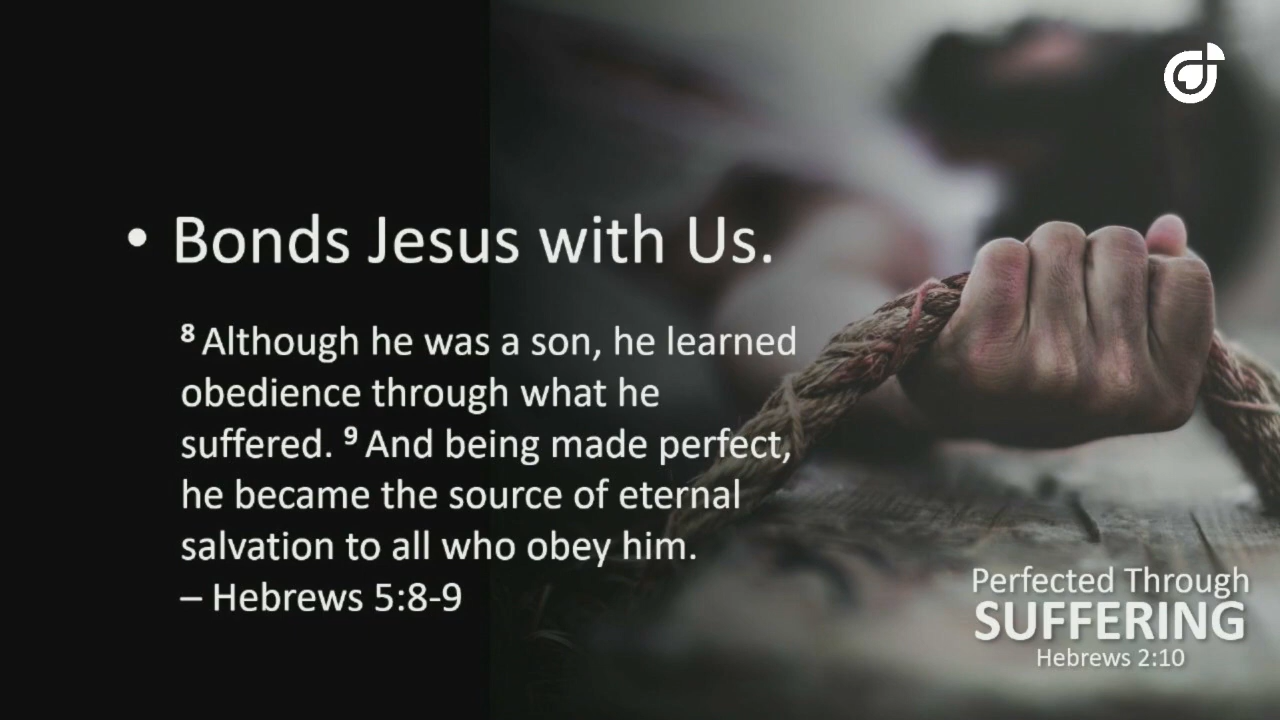 • Bonds Jesus with Us.
⁸ Although he was a son, he learned
obedience through what he
suffered. ⁹ And being made perfect,
he became the source of eternal
salvation to all who obey him.
– Hebrews 5:8-9
Perfected Through
SUFFERING
Hebrews 2:10